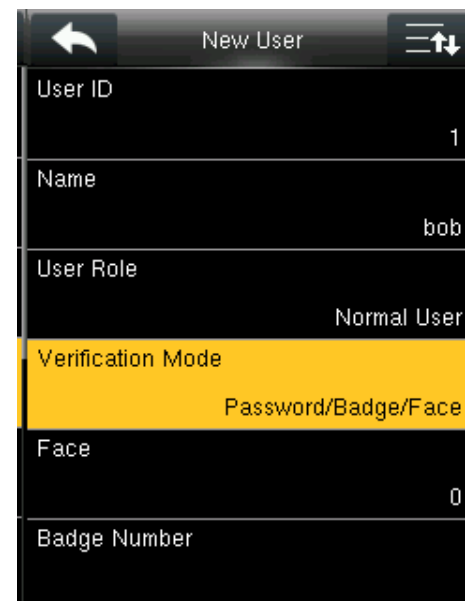 New User
User ID
1
Name
bob
User Role
Normal User
Verification Mode
Password/Badge/Face
Face
0
Badge Number